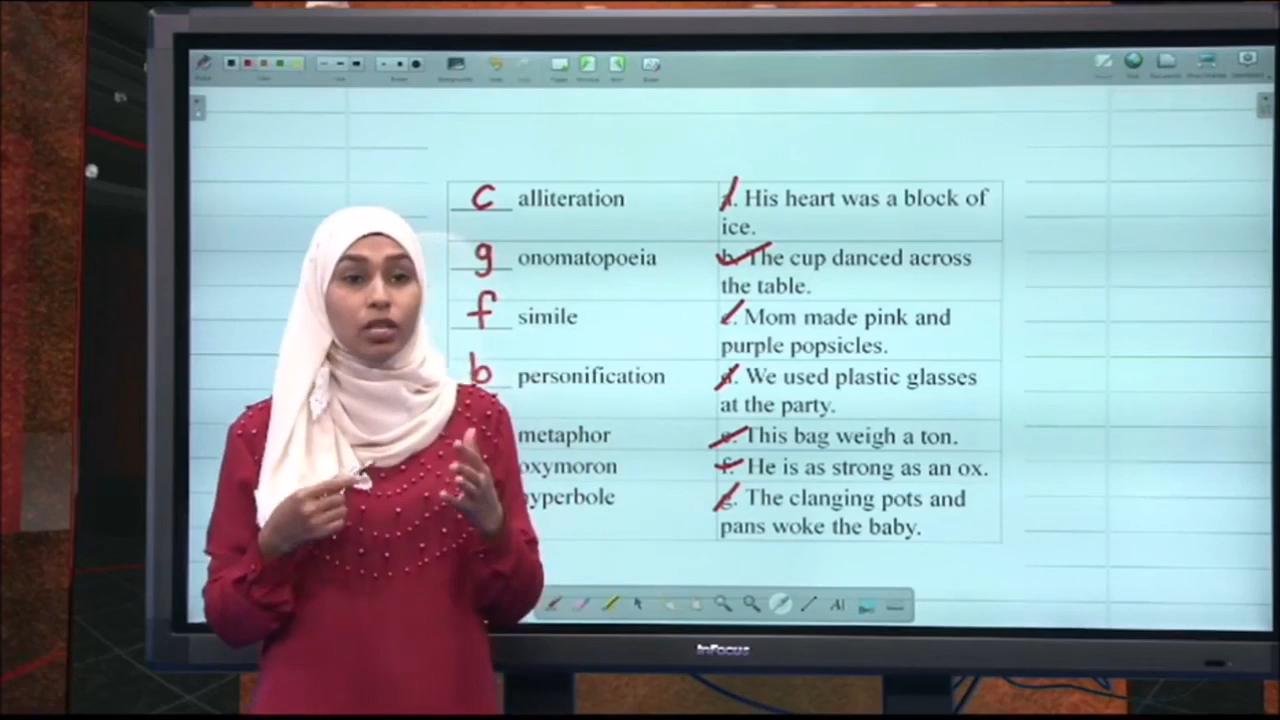 c alliteration
a. His heart was a block of
ice.
g onomatopoeia
b. The cup danced across
the table.
f simile
c. Mom made pink and
purple popsicles.
b personification
d. We used plastic glasses
at the party.
metaphor
e. This bag weigh a ton.
oxymoron
f. He is as strong as an ox.
hyperbole
g. The clanging pots and
pans woke the baby.
InFocus